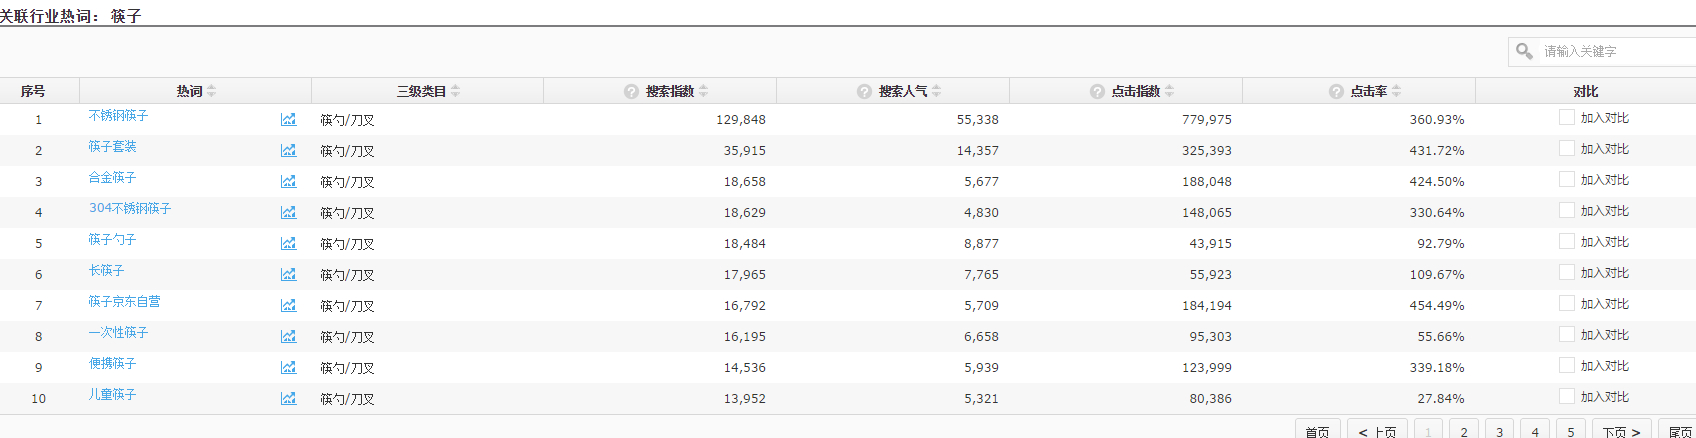 关联行业热词： 筷子
请输入关键字
序号 热词 三级类目 搜索指数 搜索人气 点击指数 点击率 对比
1 不锈钢筷子 筷勺/刀叉 129,848 55,338 779,975 360.93% 加入对比
2 筷子套装 筷勺/刀叉 35,915 14,357 325,393 431.72% 加入对比
3 合金筷子 筷勺/刀叉 18,658 5,677 188,048 424.50% 加入对比
4 304不锈钢筷子 筷勺/刀叉 18,629 4,830 148,065 330.64% 加入对比
5 筷子勺子 筷勺/刀叉 18,484 8,877 43,915 92.79% 加入对比
6 长筷子 筷勺/刀叉 17,965 7,765 55,923 109.67% 加入对比
7 筷子京东自营 筷勺/刀叉 16,792 5,709 184,194 454.49% 加入对比
8 一次性筷子 筷勺/刀叉 16,195 6,658 95,303 55.66% 加入对比
9 便携筷子 筷勺/刀叉 14,536 5,939 123,999 339.18% 加入对比
10 儿童筷子 筷勺/刀叉 13,952 5,321 80,386 27.84% 加入对比
首页 < 上页 1 2 3 4 5 下页 > 尾页